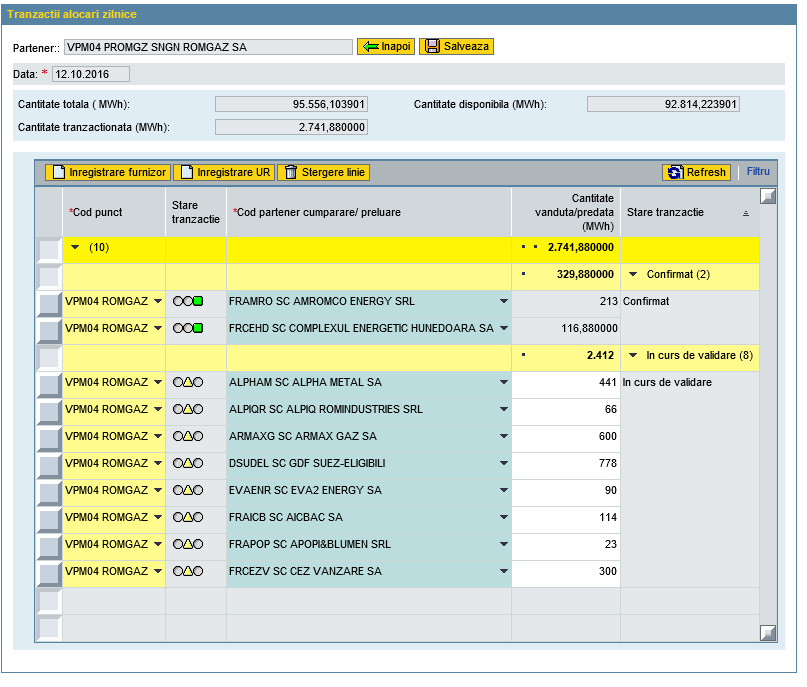 Tranzactii alocari zilnice
Partener:: VPM04 PROMGZ SNGN ROMGAZ SA Inapoi Salveaza
Data: * 12.10.2016
Cantitate totala ( MWh): 95.556,103901 Cantitate disponibila (MWh): 92.814,223901
Cantitate tranzactionata (MWh): 2.741,880000
Inregistrare furnizor Inregistrare UR Stergere linie Refresh Filtru
*Cod punct Stare tranzactie *Cod partener cumparare/ preluare Cantitate vanduta/predata (MWh) Stare tranzactie
(10) 2.741,880000
329,880000 Confirmat (2)
VPM04 ROMGAZ FRAMRO SC AMROMCO ENERGY SRL 213 Confirmat
VPM04 ROMGAZ FRCEHD SC COMPLEXUL ENERGETIC HUNEDOARA SA 116,880000
2.412 In curs de validare (8)
VPM04 ROMGAZ ALPHAM SC ALPHA METAL SA 441 In curs de validare
VPM04 ROMGAZ ALPIQR SC ALPIQ ROMINDUSTRIES SRL 66
VPM04 ROMGAZ ARMAXG SC ARMAX GAZ SA 600
VPM04 ROMGAZ DSUDEL SC GDF SUEZ-ELIGIBILI 778
VPM04 ROMGAZ EVAENR SC EVA2 ENERGY SA 90
VPM04 ROMGAZ FRAICB SC AICBAC SA 114
VPM04 ROMGAZ FRAPOP SC APOPI&BLUMEN SRL 23
VPM04 ROMGAZ FRCEZV SC CEZ VANZARE SA 300